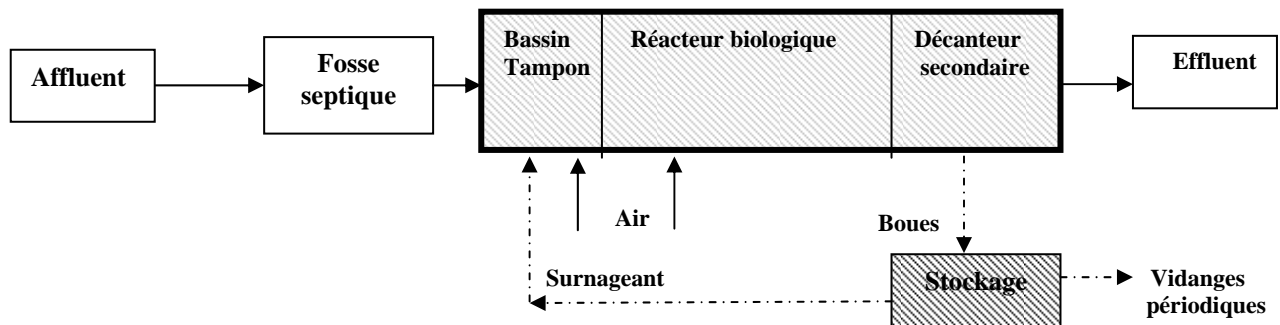 Affluent
Fosse
septique
Bassin
Tampon
Réacteur biologique
Décanteur
secondaire
Effluent
Air
Boues
Surnageant
Stockage
Vidanges
périodiques